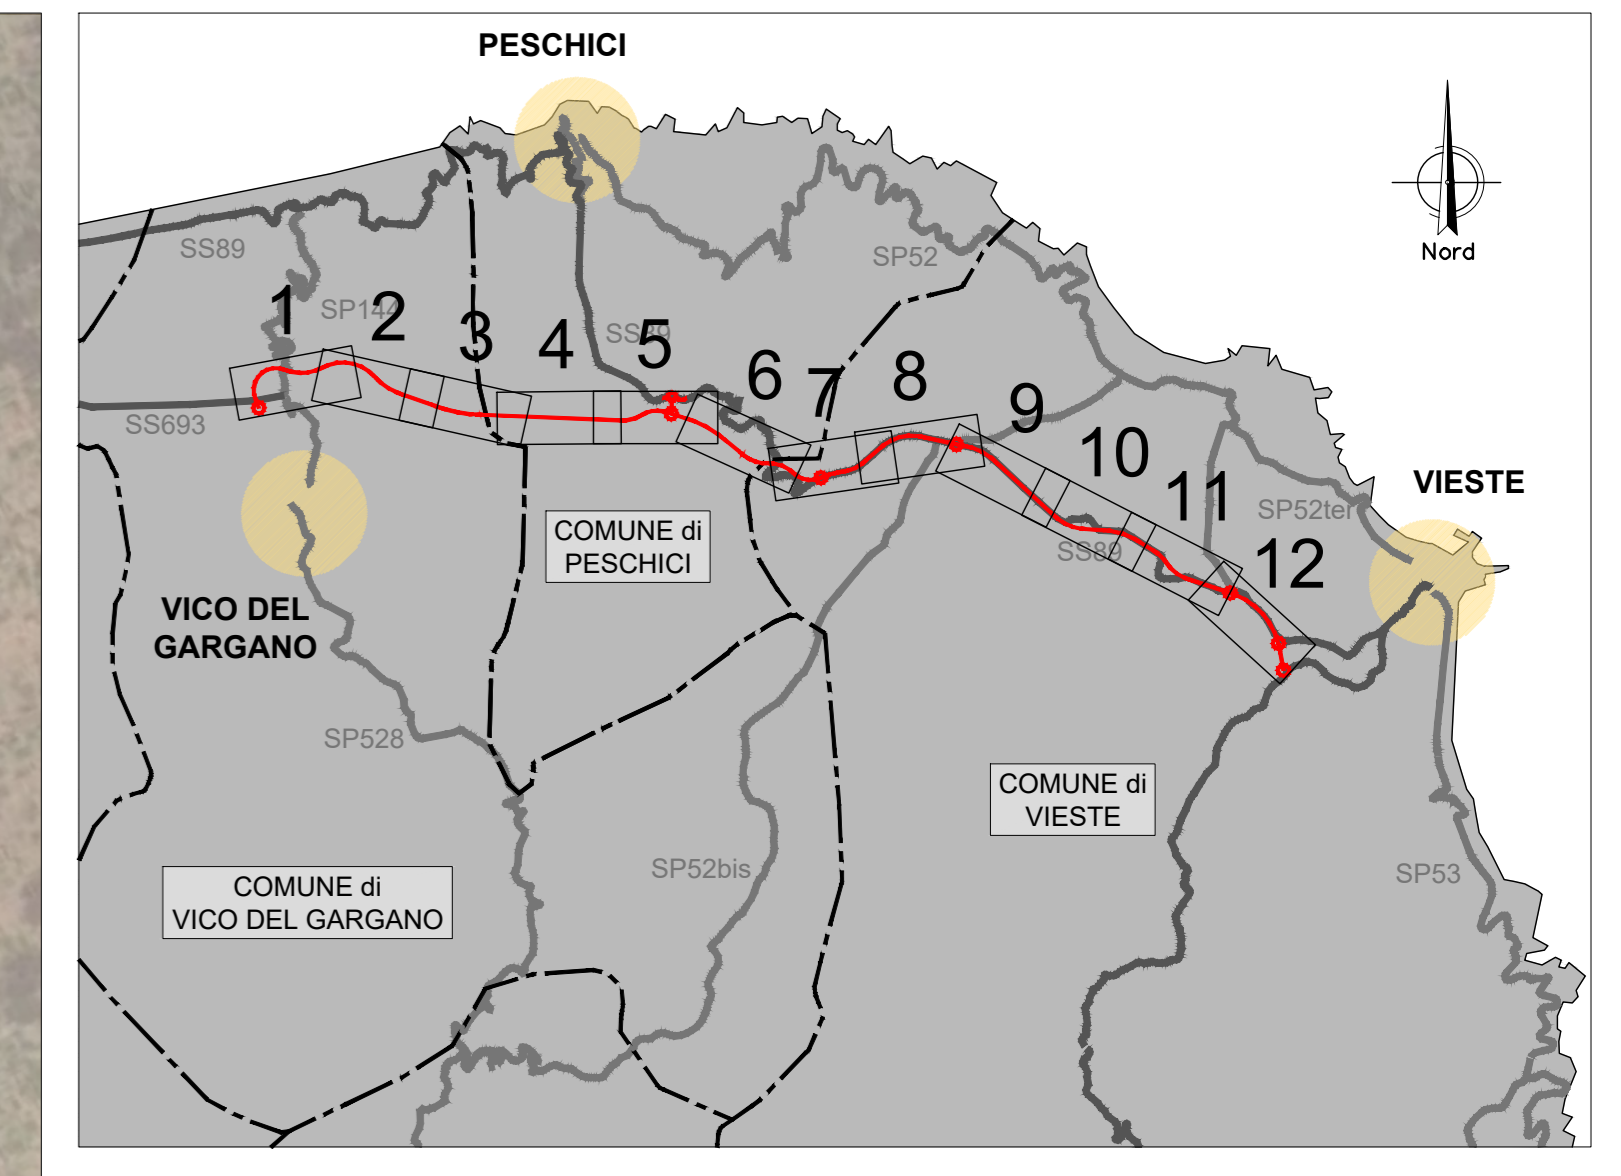 PESCHICI
Nord
SS89
SP52
1
SP144
2
3
4
SS89
5
6
7
8
9
10
11
12
SS693
SP52ter
VIESTE
SS89
COMUNE di
PESCHICI
VICO DEL
GARGANO
SP528
COMUNE di
VIESTE
SP52bis
SP53
COMUNE di
VICO DEL GARGANO